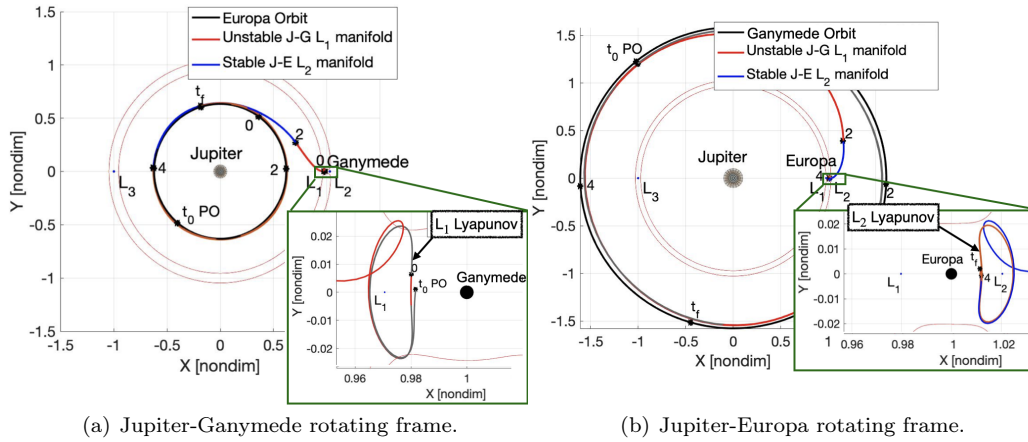 Europa Orbit
Unstable J-G L1 manifold
Stable J-E L2 manifold
1.5
1
0.5
0
-0.5
-1
-1.5
Y [nondim]
tf
0
2
Jupiter
0
Ganymede
4
2
L3
L1
L2
t0 PO
-1.5
-1
-0.5
0
0.5
1
X [nondim]
L1 Lyapunov
0.02
0.01
0
-0.01
-0.02
Y [nondim]
0
t0 PO
Ganymede
L1
0.96
0.98
1
X [nondim]
(a) Jupiter-Ganymede rotating frame.
Ganymede Orbit
Unstable J-G L1 manifold
Stable J-E L2 manifold
1.5
1
0.5
0
-0.5
-1
-1.5
Y [nondim]
t0 PO
0
2
Jupiter
Europa
4
4
2
L3
L1
L2
tf
-1.5
-1
-0.5
0
0.5
1
X [nondim]
L2 Lyapunov
0.02
0.01
0
-0.01
-0.02
Y [nondim]
Europa
tf
4
L1
L2
0.96
0.98
1
1.02
X [nondim]
(b) Jupiter-Europa rotating frame.